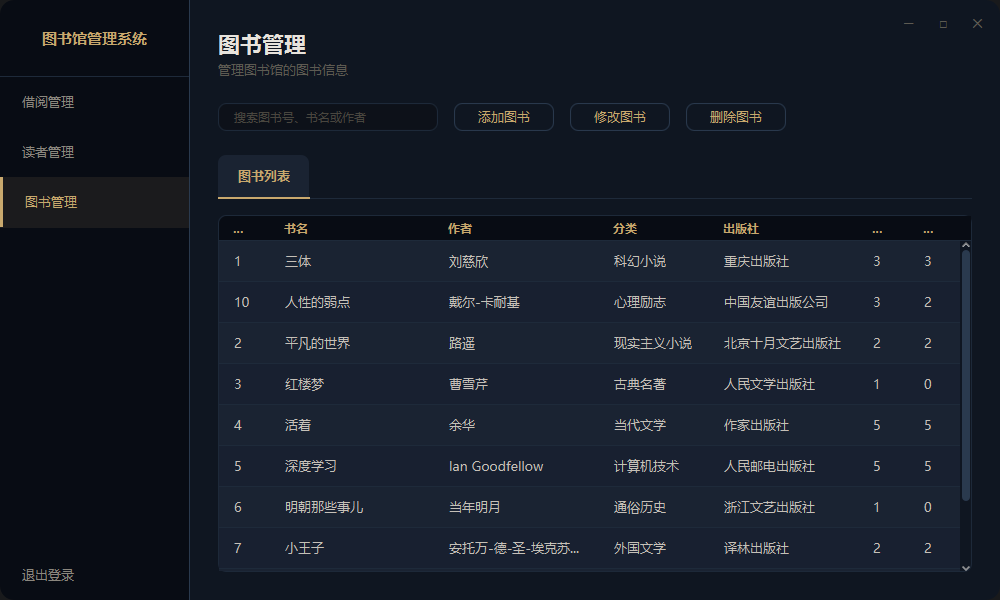 图书馆管理系统
借阅管理
读者管理
图书管理
退出登录
图书管理
管理图书馆的图书信息
搜索图书号、书名或作者 添加图书 修改图书 删除图书
图书列表
... 书名 作者 分类 出版社 ... ...
1 三体 刘慈欣 科幻小说 重庆出版社 3 3
10 人性的弱点 戴尔-卡耐基 心理励志 中国友谊出版公司 3 2
2 平凡的世界 路遥 现实主义小说 北京十月文艺出版社 2 2
3 红楼梦 曹雪芹 古典名著 人民文学出版社 1 0
4 活着 余华 当代文学 作家出版社 5 5
5 深度学习 Ian Goodfellow 计算机技术 人民邮电出版社 5 5
6 明朝那些事儿 当年明月 通俗历史 浙江文艺出版社 1 0
7 小王子 安托万-德-圣-埃克苏... 外国文学 译林出版社 2 2